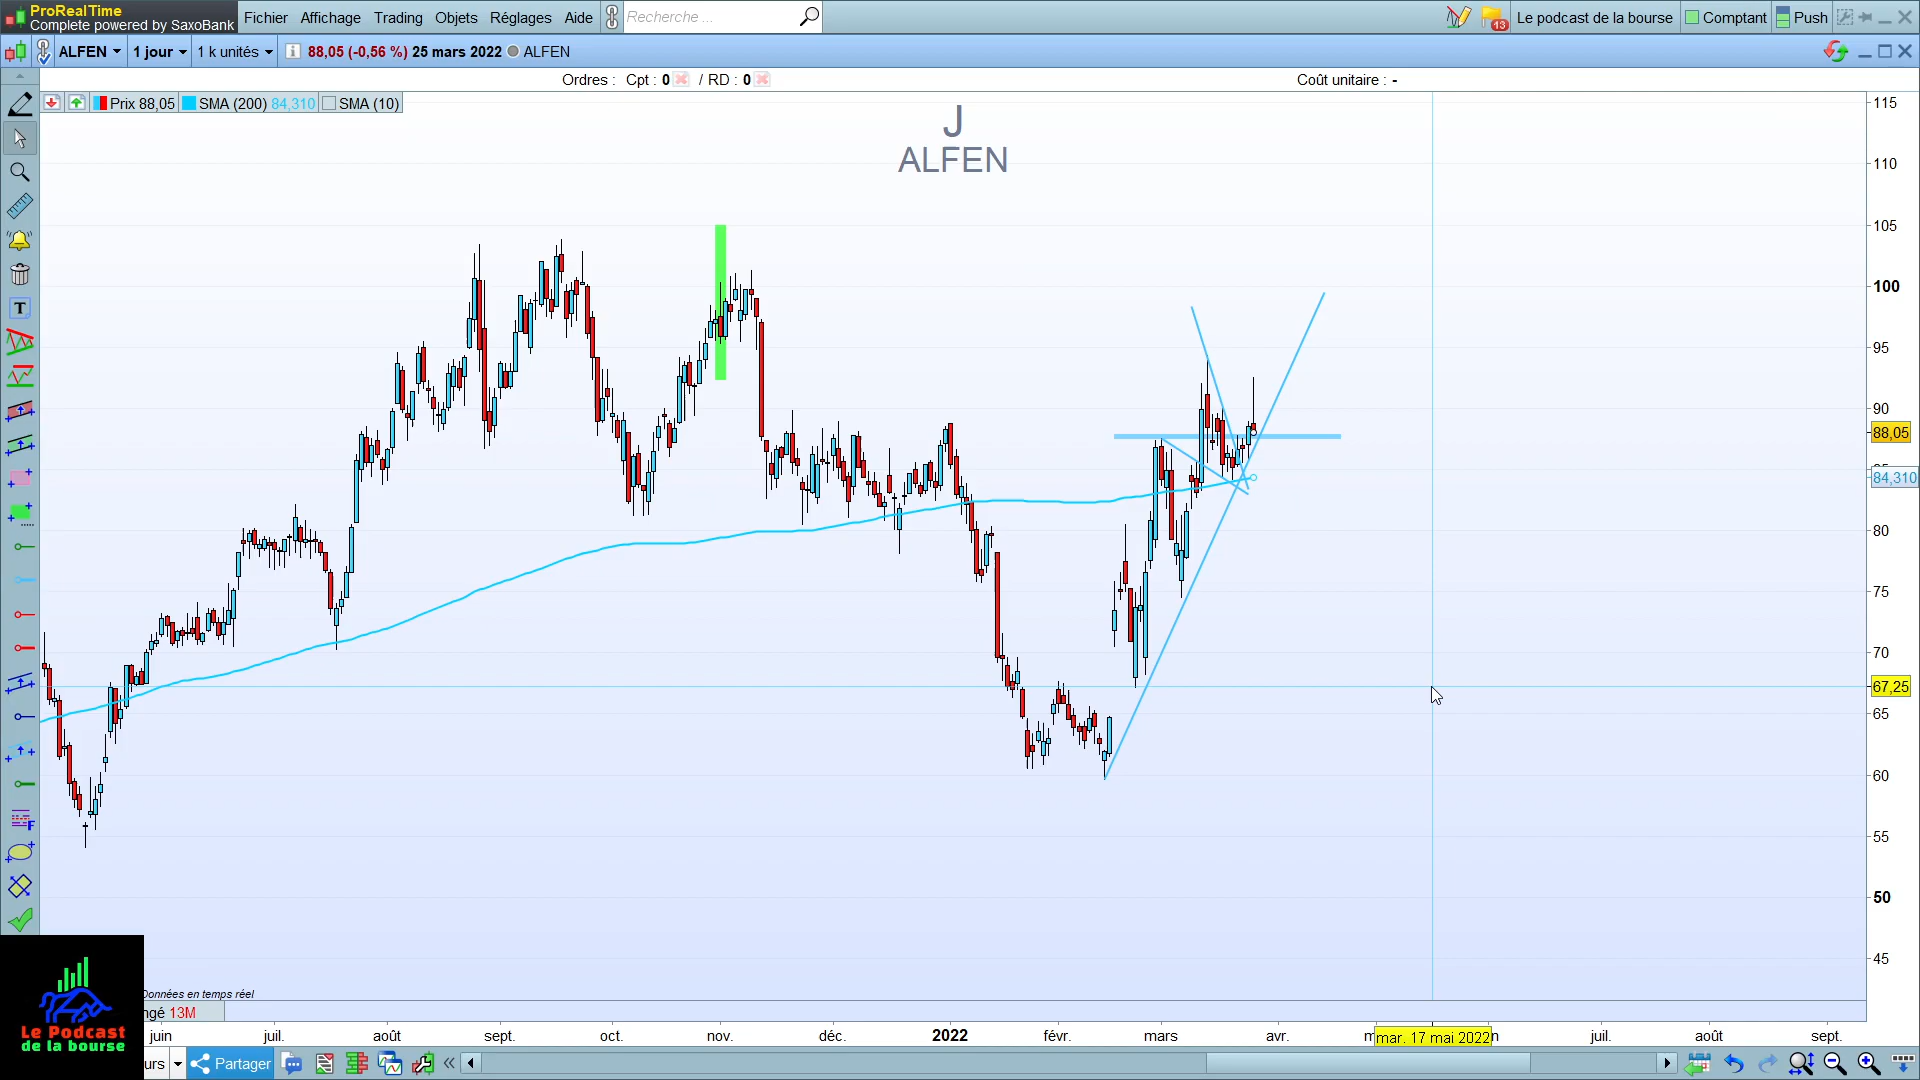 ProRealTime
Complete powered by SaxoBank
Fichier Affichage Trading Objets Réglages Aide Recherche ... 13 Le podcast de la bourse Comptant Push
ALFEN 1 jour 1 k unités 88,05 (-0,56 %) 25 mars 2022 ALFEN
Ordres : Cpt : 0 / RD : 0 Coût unitaire : -
Prix 88,05 SMA (200) 84,310 SMA (10)
J
ALFEN
115
110
105
100
95
90
88,05
84,310
80
75
70
67,25
65
60
55
50
45
T
F
Données en temps réel
ngé 13M
juin juil. août sept. oct. nov. déc. 2022 févr. mars avr. mar. 17 mai 2022 juil. août sept.
Le Podcast
de la bourse
urs Partager